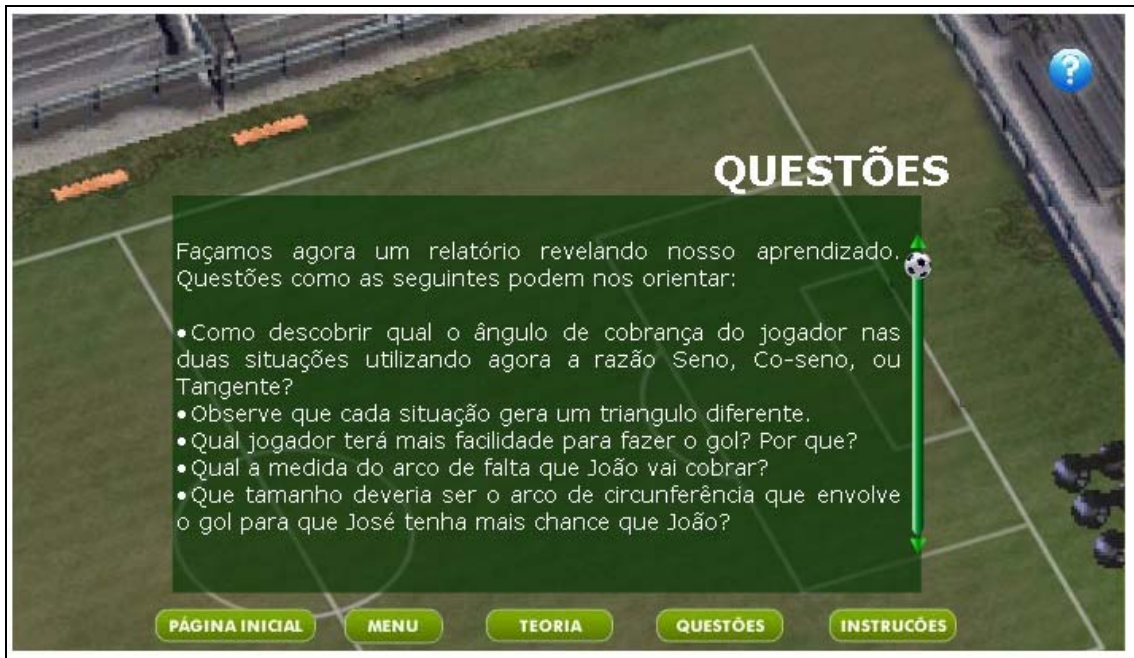 ?
QUESTÕES
Façamos agora um relatório revelando nosso aprendizado.
Questões como as seguintes podem nos orientar:
•Como descobrir qual o ângulo de cobrança do jogador nas
duas situações utilizando agora a razão Seno, Co-seno, ou
Tangente?
•Observe que cada situação gera um triangulo diferente.
•Qual jogador terá mais facilidade para fazer o gol? Por que?
•Qual a medida do arco de falta que João vai cobrar?
•Que tamanho deveria ser o arco de circunferência que envolve
o gol para que José tenha mais chance que João?
PÁGINA INICIAL MENU TEORIA QUESTÕES INSTRUCÕES